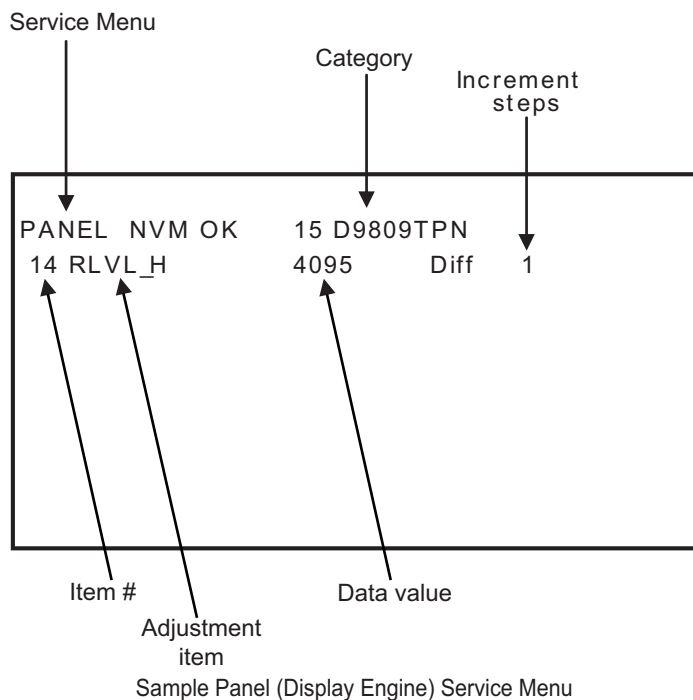 Service Menu
Category
Increment
steps
PANEL NVM OK 15 D9809TPN
14 RLVL_H 4095 Diff 1
Item #
Data value
Adjustment
item
Sample Panel (Display Engine) Service Menu